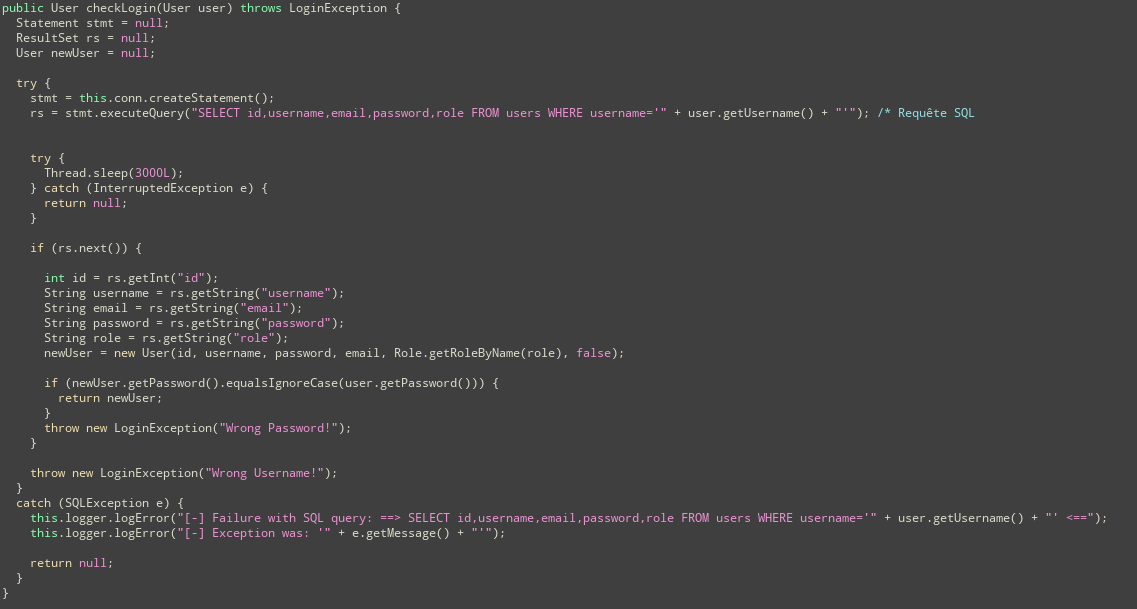 public User checkLogin(User user) throws LoginException {
  Statement stmt = null;
  ResultSet rs = null;
  User newUser = null;

  try {
    stmt = this.conn.createStatement();
    rs = stmt.executeQuery("SELECT id,username,email,password,role FROM users WHERE username='" + user.getUsername() + "'"); /* Requête SQL

    try {
      Thread.sleep(3000L);
    } catch (InterruptedException e) {
      return null;
    }

    if (rs.next()) {

      int id = rs.getInt("id");
      String username = rs.getString("username");
      String email = rs.getString("email");
      String password = rs.getString("password");
      String role = rs.getString("role");
      newUser = new User(id, username, password, email, Role.getRoleByName(role), false);

      if (newUser.getPassword().equalsIgnoreCase(user.getPassword())) {
        return newUser;
      }
      throw new LoginException("Wrong Password!");
    }

    throw new LoginException("Wrong Username!");
  }
  catch (SQLException e) {
    this.logger.logError("[-] Failure with SQL query: ==> SELECT id,username,email,password,role FROM users WHERE username='" + user.getUsername() + "' <==");
    this.logger.logError("[-] Exception was: '" + e.getMessage() + "'");

    return null;
  }
}